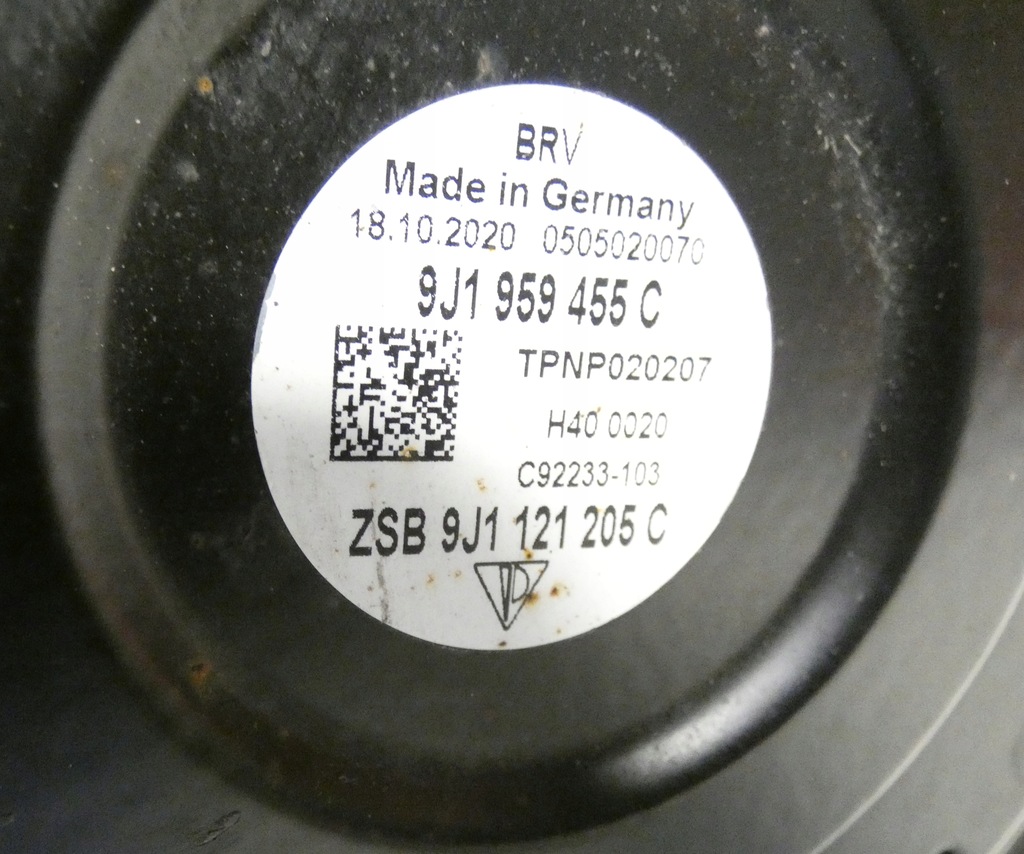 BRV
Made in Germany
18.10.2020 0505020070
9J1 959 455 C
TPNP020207
H40 0020
C92233-103
ZSB 9J1 121 205 C